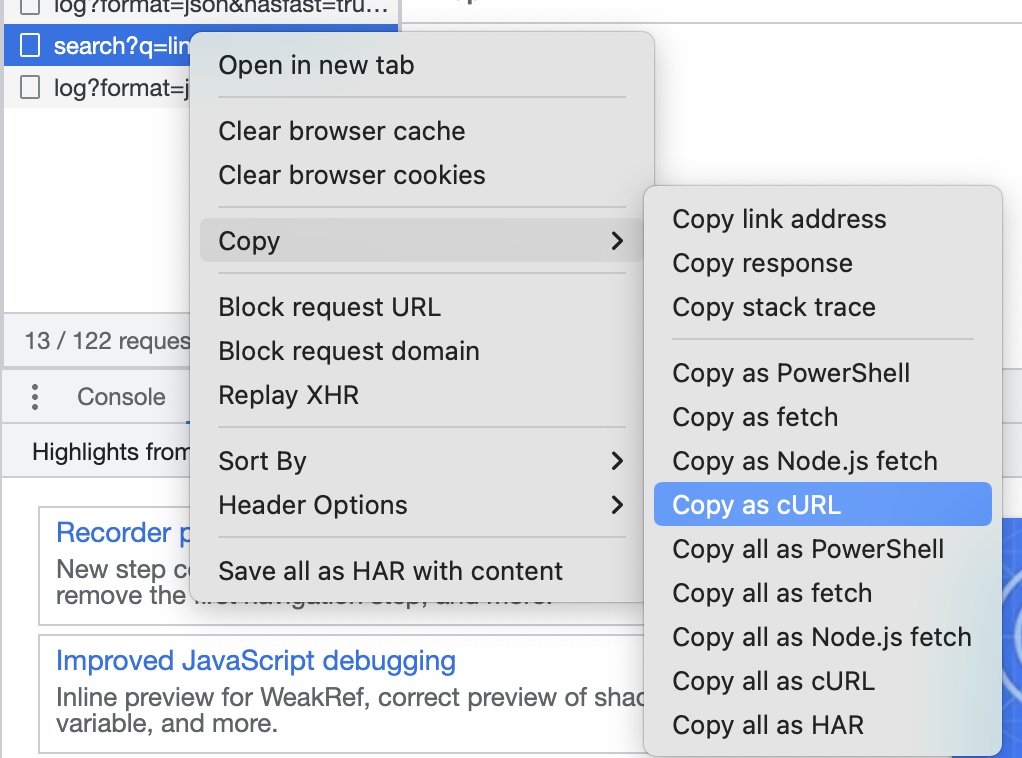 log?format=json&hasfast=tru…
search?q=lin
log?format=j
Open in new tab
Clear browser cache
Clear browser cookies
Copy
Block request URL
Block request domain
Replay XHR
Sort By
Header Options
Save all as HAR with content
Copy link address
Copy response
Copy stack trace
Copy as PowerShell
Copy as fetch
Copy as Node.js fetch
Copy as cURL
Copy all as PowerShell
Copy all as fetch
Copy all as Node.js fetch
Copy all as cURL
Copy all as HAR
13 / 122 reques
Console
Highlights from
Recorder p
New step c
remove the first navigation step, and more.
Improved JavaScript debugging
Inline preview for WeakRef, correct preview of shad
variable, and more.